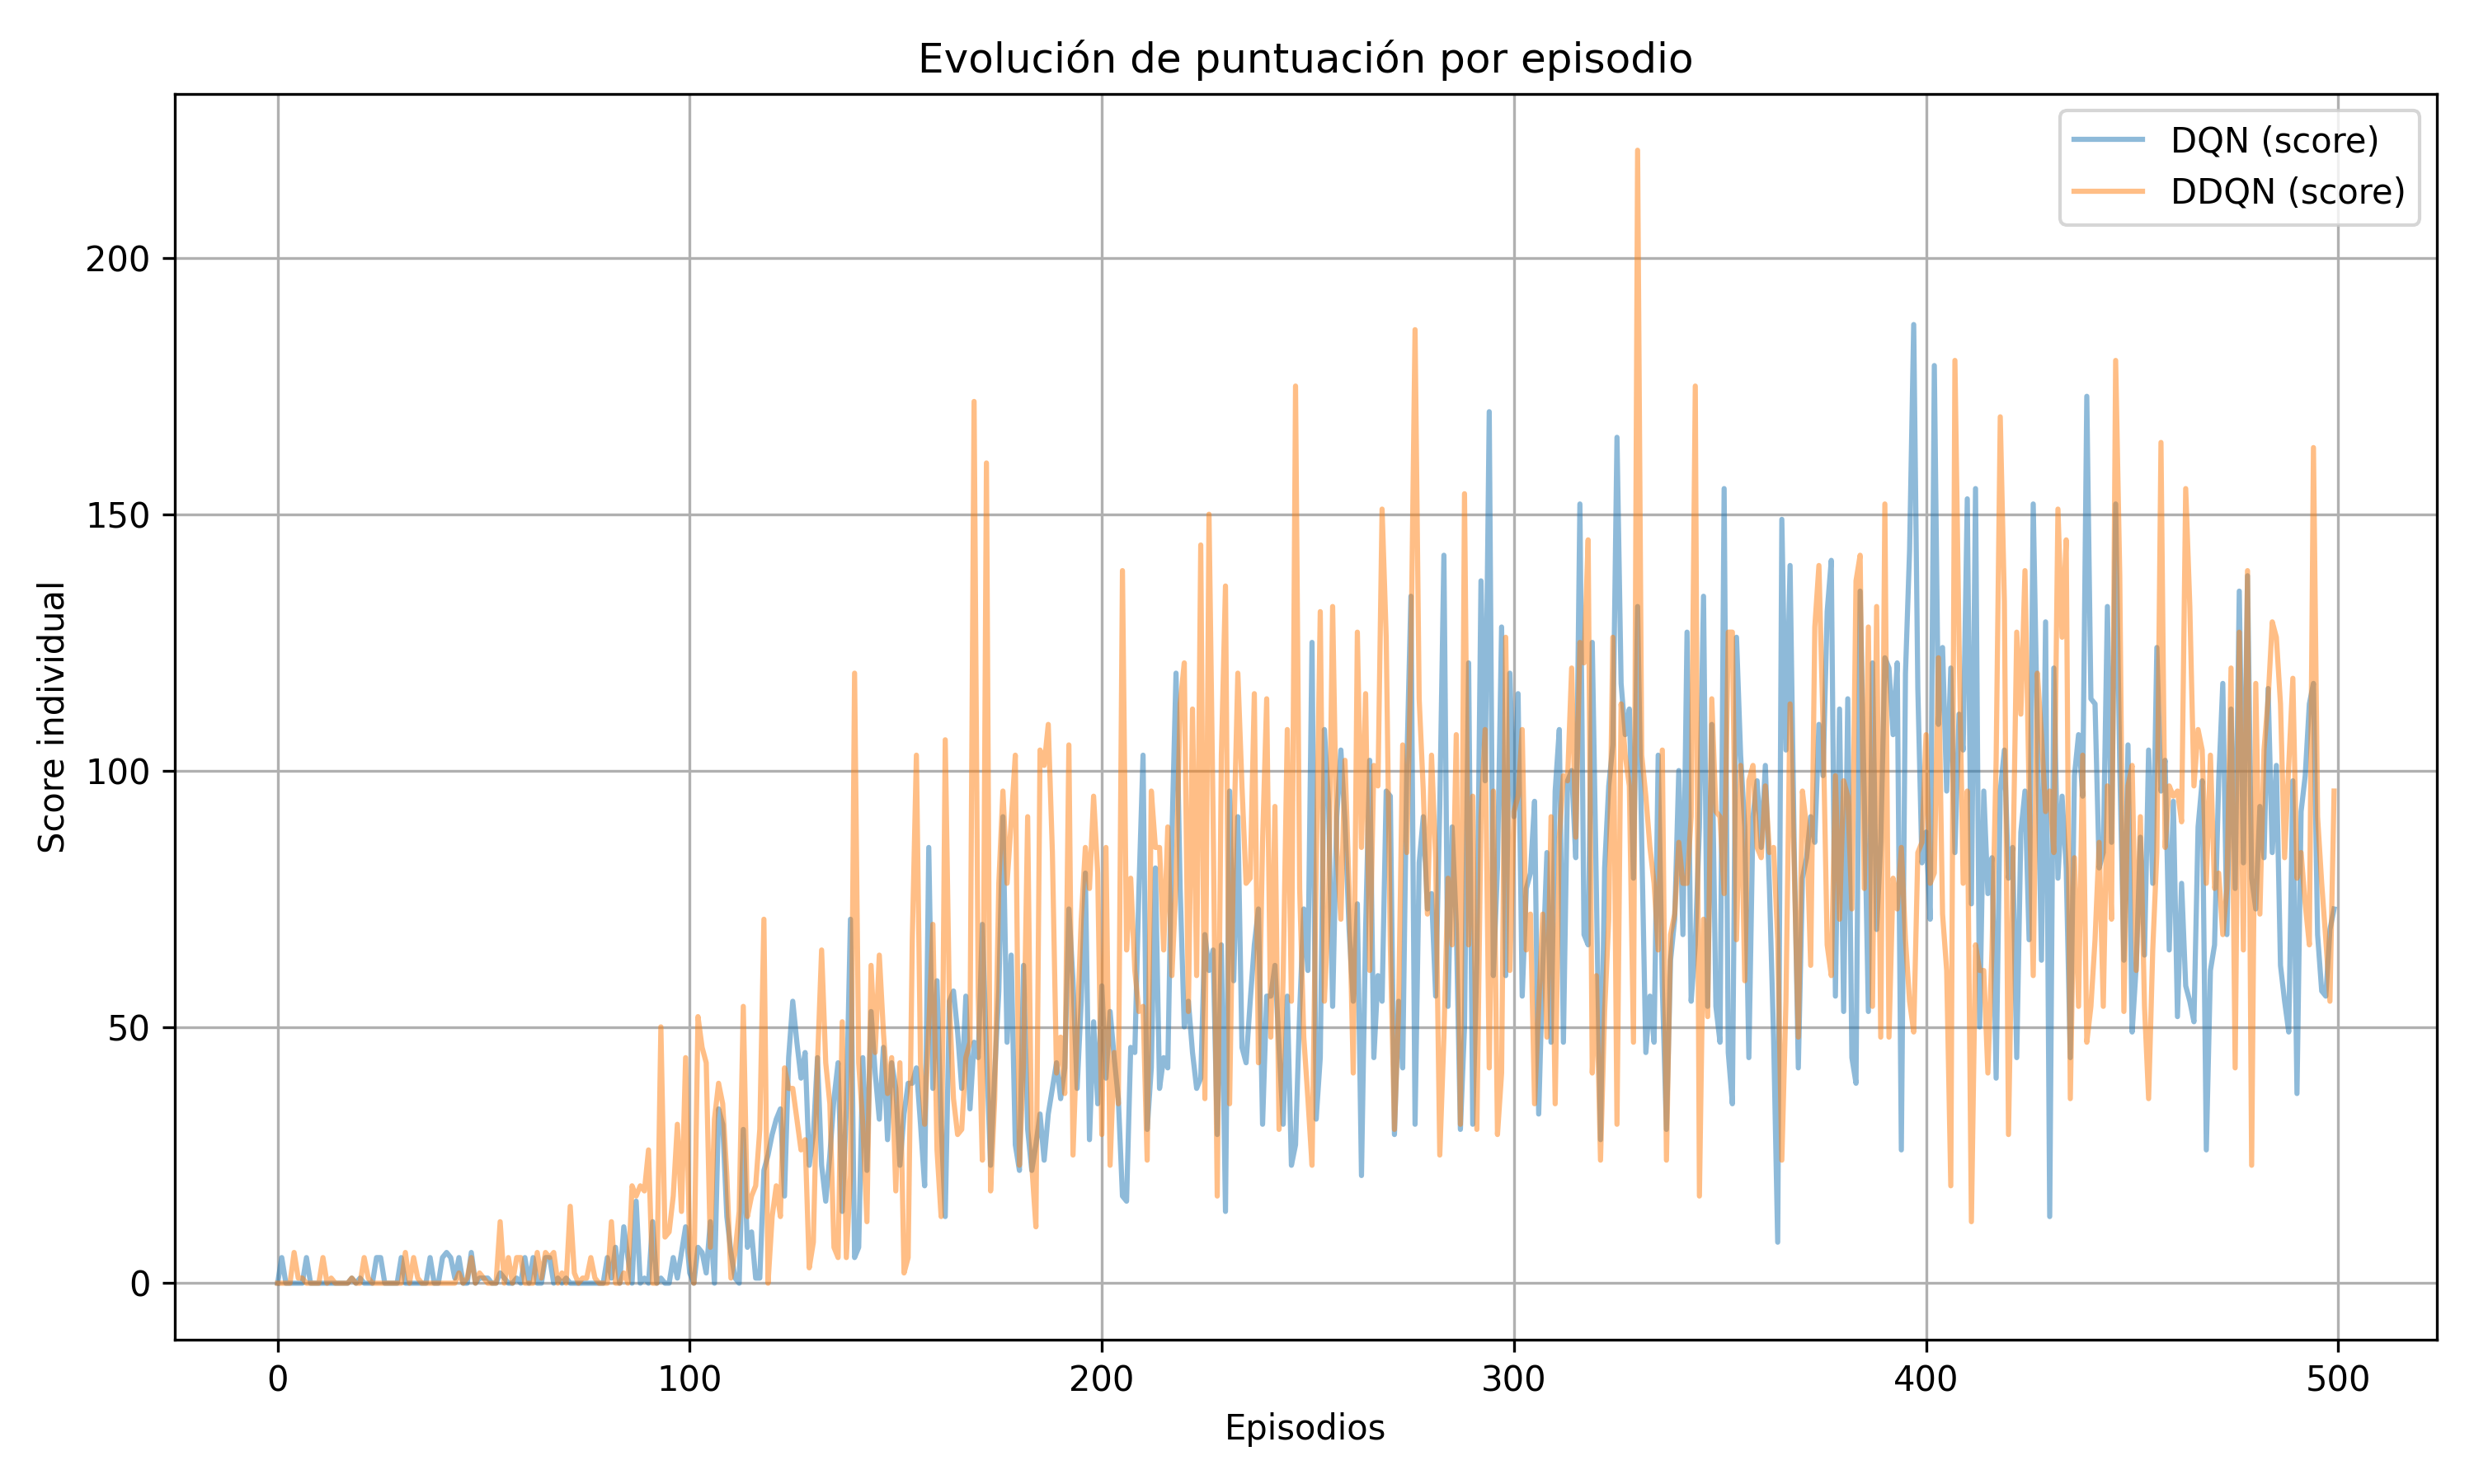 Evolución de puntuación por episodio
DQN (score)
DDQN (score)
Score individual
200
150
100
50
0
0 100 200 300 400 500
Episodios